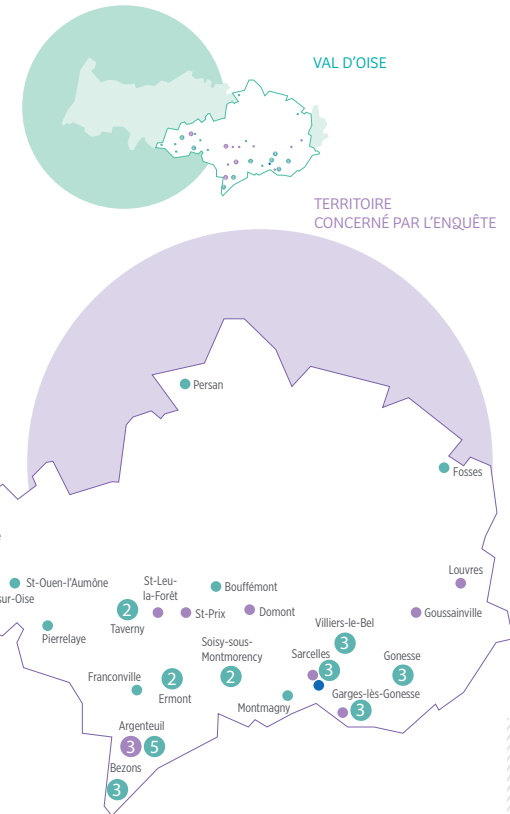 VAL D'OISE
TERRITOIRE
CONCERNÉ PAR L'ENQUÊTE
Persan
Fosses
e
St-Ouen-l'Aumône
sur-Oise
Pierrelaye
2
Taverny
St-Leu-
la-Forêt
St-Prix
Bouffémont
Domont
Louvres
Goussainville
Villiers-le-Bel
3
Soisy-sous-
Montmorency
2
Sarcelles
3
Gonesse
3
Franconville
2
Ermont
Montmagny
Garges-lès-Gonesse
3
Argenteuil
3 5
Bezons
3